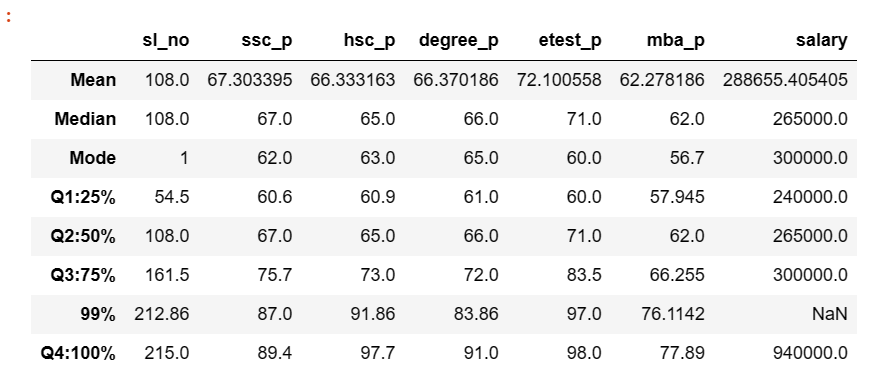 :
sl_no ssc_p hsc_p degree_p etest_p mba_p salary
Mean 108.0 67.303395 66.333163 66.370186 72.100558 62.278186 288655.405405
Median 108.0 67.0 65.0 66.0 71.0 62.0 265000.0
Mode 1 62.0 63.0 65.0 60.0 56.7 300000.0
Q1:25% 54.5 60.6 60.9 61.0 60.0 57.945 240000.0
Q2:50% 108.0 67.0 65.0 66.0 71.0 62.0 265000.0
Q3:75% 161.5 75.7 73.0 72.0 83.5 66.255 300000.0
99% 212.86 87.0 91.86 83.86 97.0 76.1142 NaN
Q4:100% 215.0 89.4 97.7 91.0 98.0 77.89 940000.0